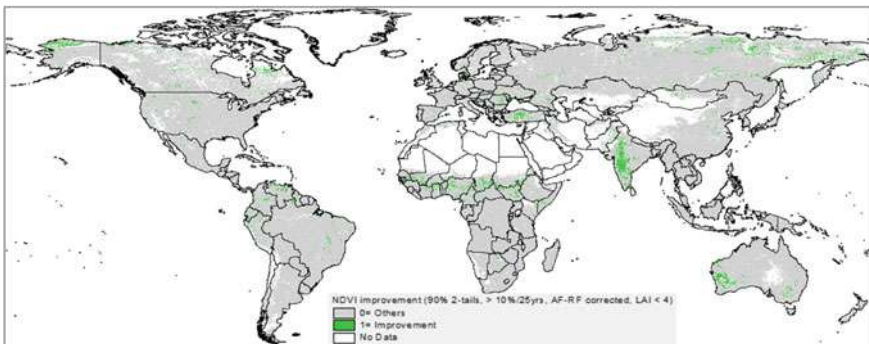 NDVI improvement (90% 2-tails, > 10%/25yrs, AF-RF corrected, LAI < 4)
0= Others
1= Improvement
No Data